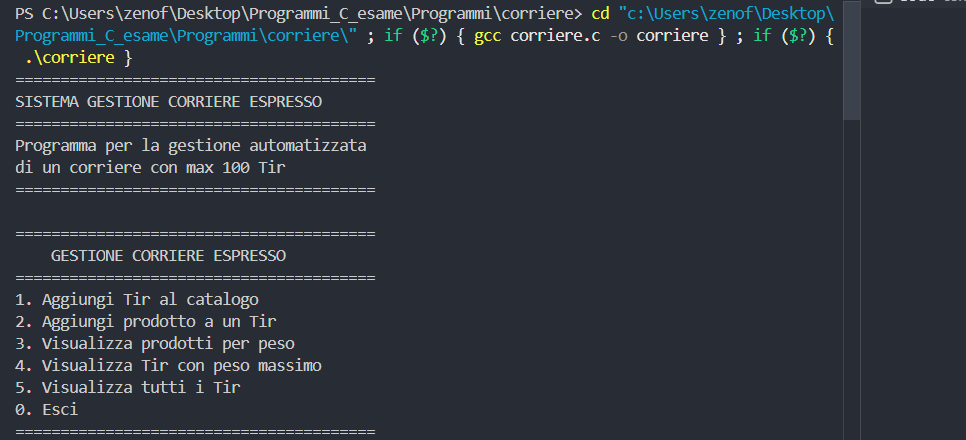 PS C:\Users\zenof\Desktop\Programmi_C_esame\Programmi\corriere> cd "c:\Users\zenof\Desktop\
Programmi_C_esame\Programmi\corriere\" ; if ($?) { gcc corriere.c -o corriere } ; if ($?) {
 .\corriere }
========================================
SISTEMA GESTIONE CORRIERE ESPRESSO
========================================
Programma per la gestione automatizzata
di un corriere con max 100 Tir
========================================

========================================
    GESTIONE CORRIERE ESPRESSO
========================================
1. Aggiungi Tir al catalogo
2. Aggiungi prodotto a un Tir
3. Visualizza prodotti per peso
4. Visualizza Tir con peso massimo
5. Visualizza tutti i Tir
0. Esci
========================================